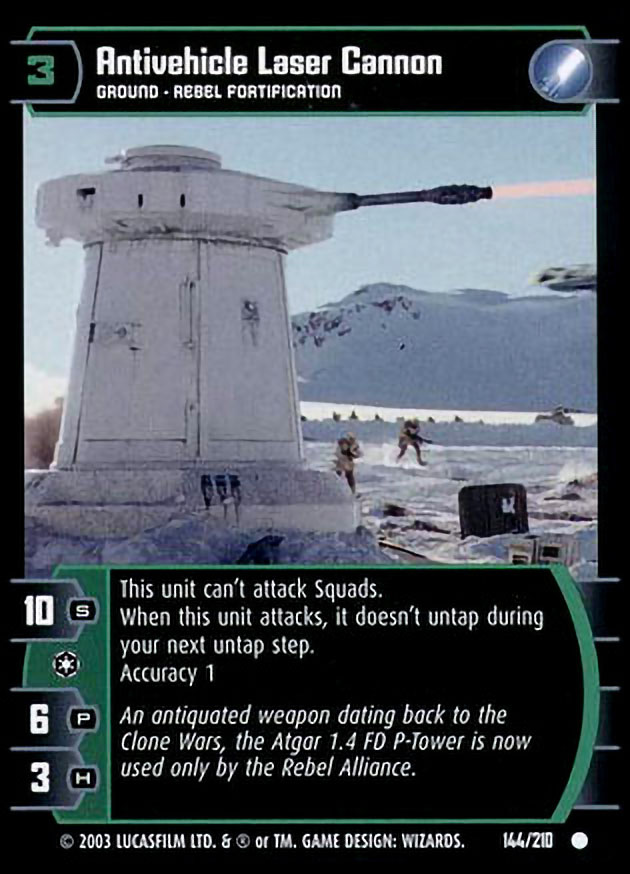 3
Antivehicle Laser Cannon
GROUND - REBEL FORTIFICATION
10 S
6 P
3 H
This unit can't attack Squads.
When this unit attacks, it doesn't untap during
your next untap step.
Accuracy 1
An antiquated weapon dating back to the
Clone Wars, the Atgar 1.4 FD P-Tower is now
used only by the Rebel Alliance.
© 2003 LUCASFILM LTD. & ® or TM. GAME DESIGN: WIZARDS.
144/210